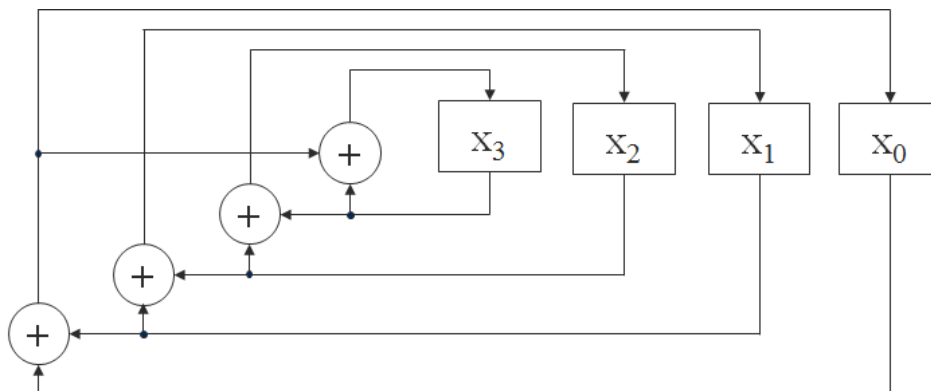 + X₃ X₂ X₁ X₀
+
+
+